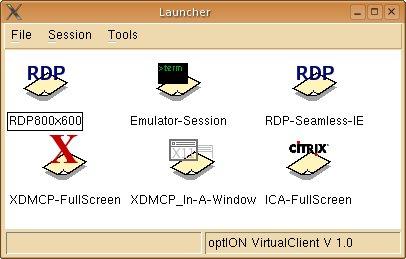 Launcher
File Session Tools
RDP >term RDP
RDP800x600 Emulator-Session RDP-Seamless-IE
X X11 CITRIX
XDMCP-FullScreen XDMCP_In-A-Window ICA-FullScreen
optION VirtualClient V 1.0